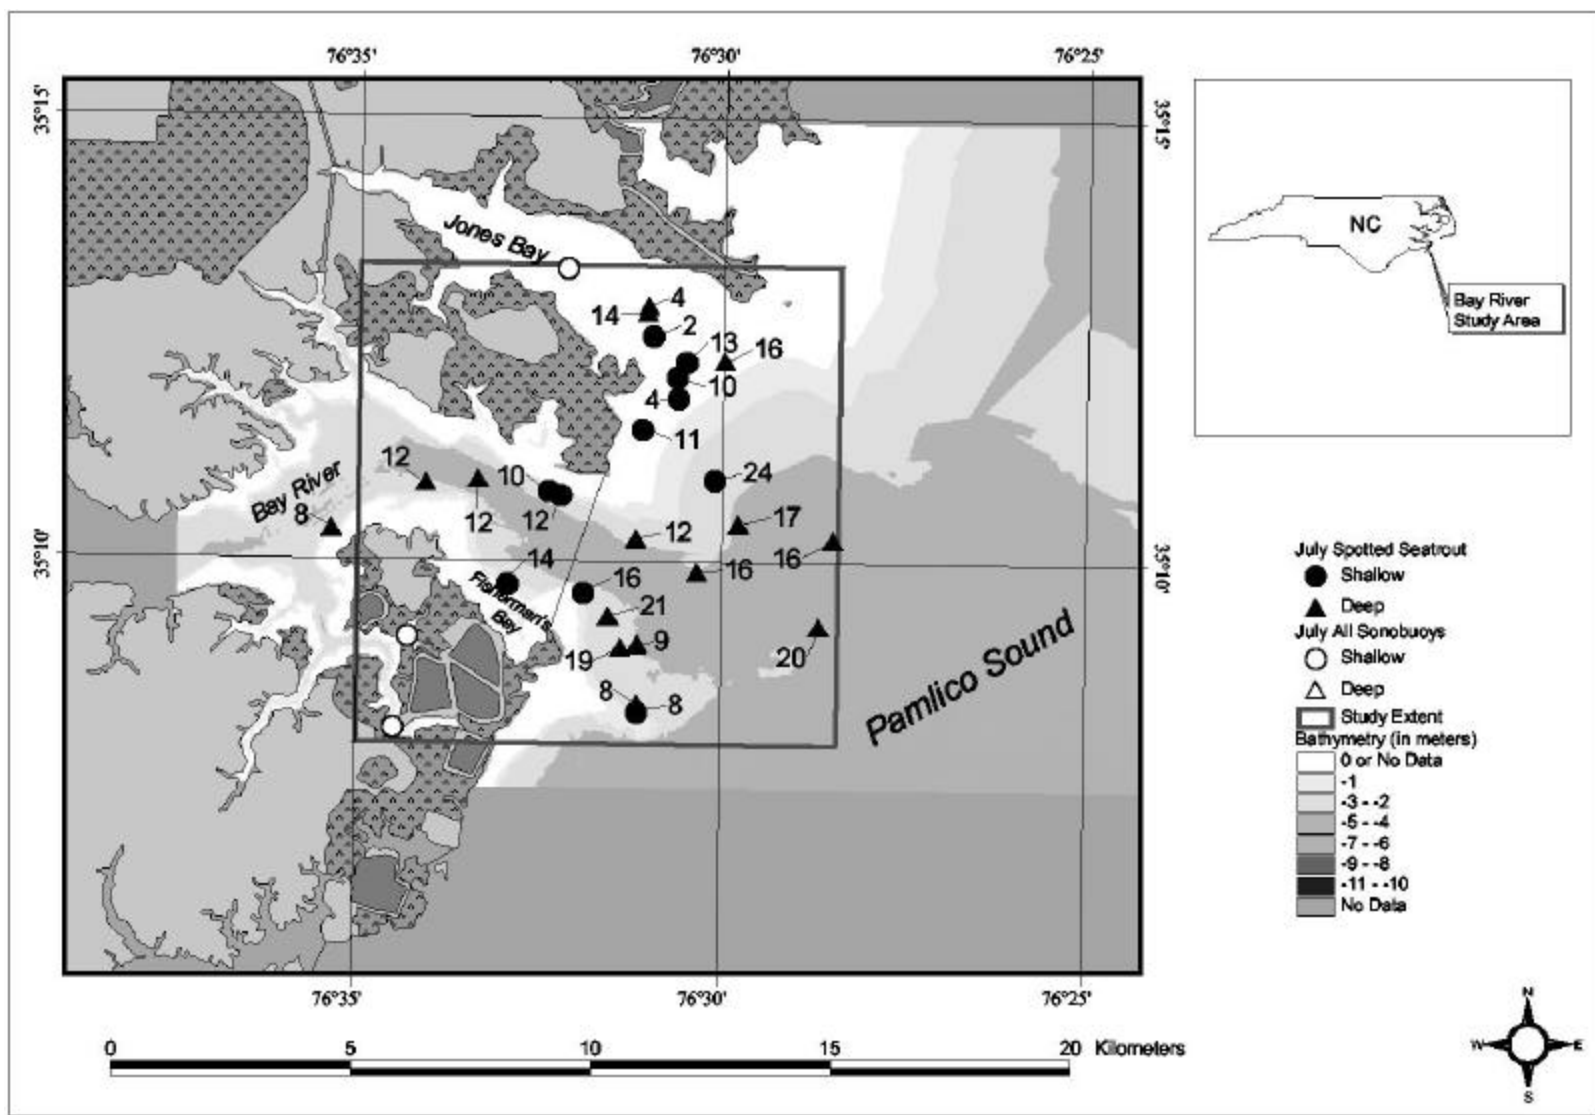 76°35' 76°30' 76°25'
35°15' 35°15'
Jones Bay
NC
Bay River
Study Area
4
14
2
13
16
10
4
11
12
10
24
Bay River
8
12
12
12
17
16
35°10' 35°10'
14
16
16
Fisherman's
Bay
21
9
19
20
8 8
Pamlico Sound
July Spotted Seatrout
Shallow
Deep
July All Sonobuoys
Shallow
Deep
Study Extent
Bathymetry (in meters)
0 or No Data
-1
-3 - -2
-5 - -4
-7 - -6
-9 - -8
-11 - -10
No Data
76°35' 76°30' 76°25'
0 5 10 15 20 Kilometers
N
W E
S